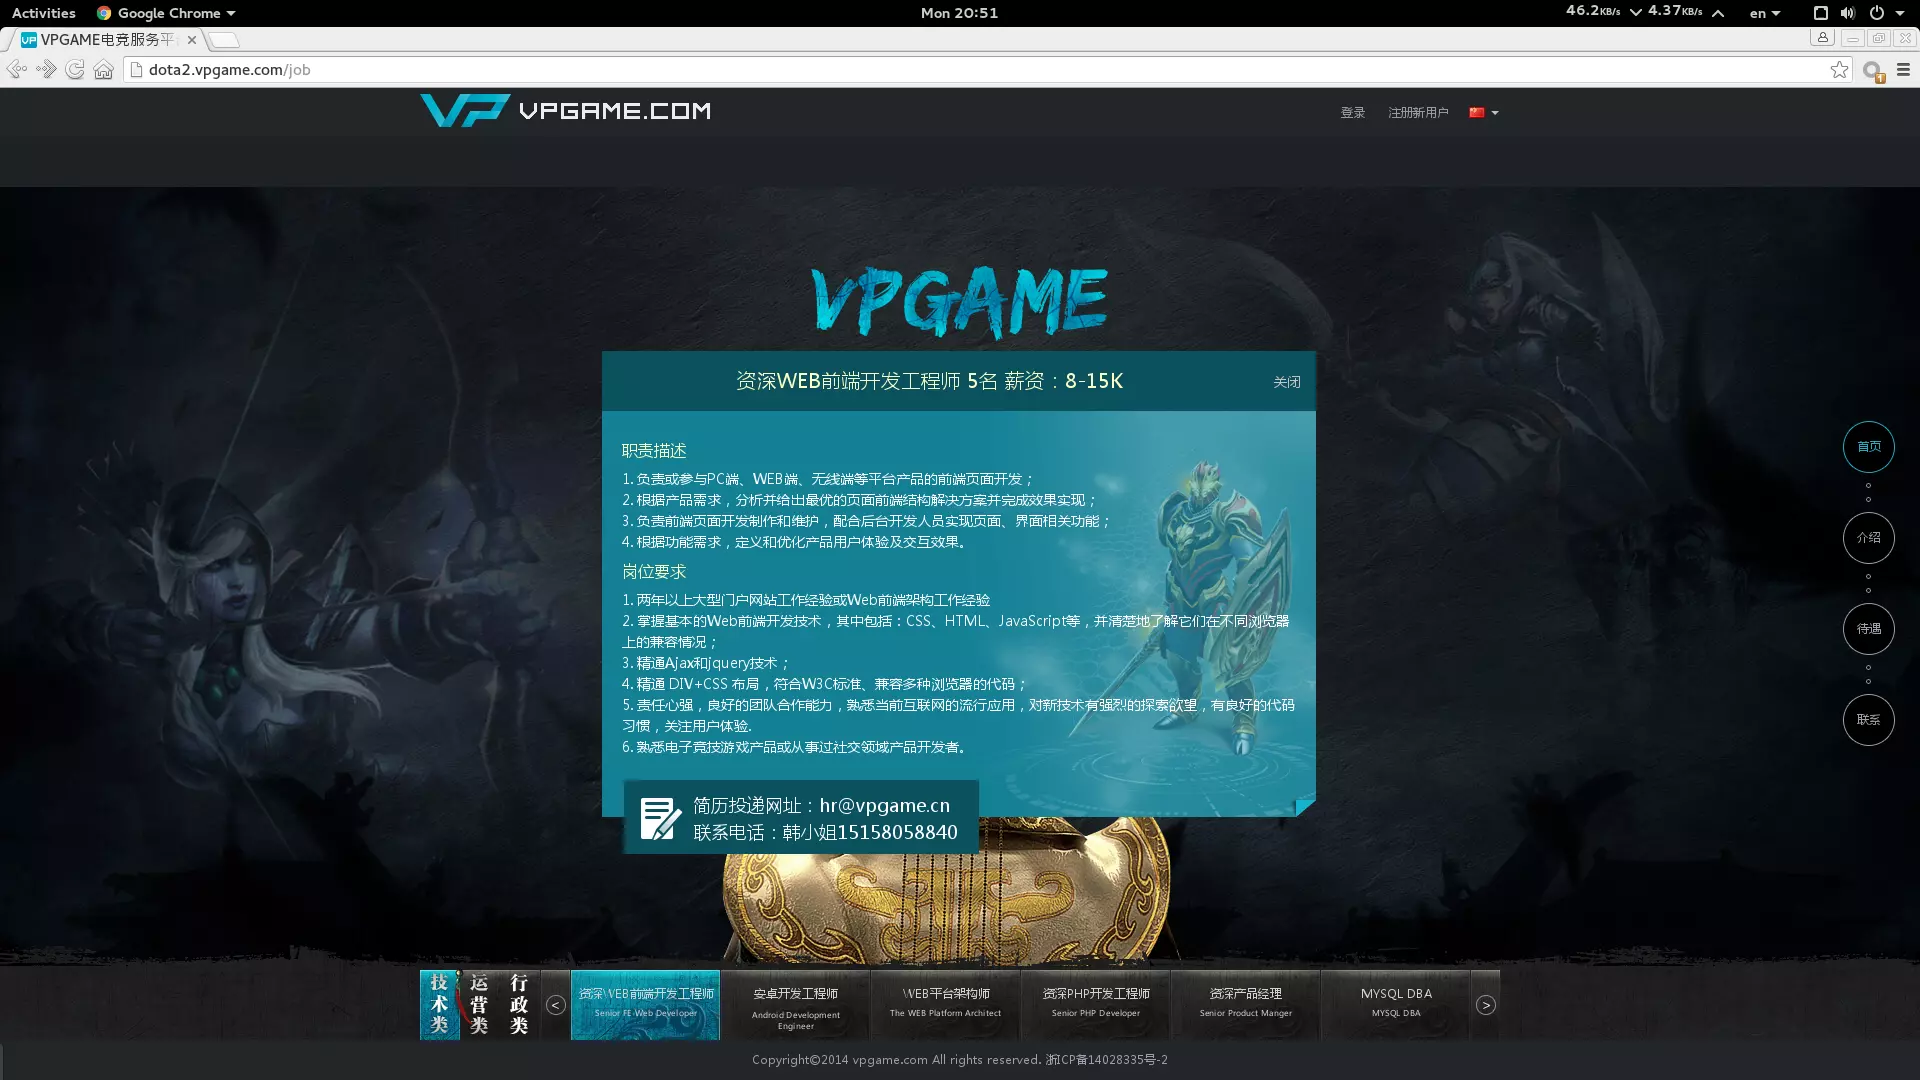 Activities
Google Chrome
Mon 20:51
46.2KB/s
4.37KB/s
en
VPGAME电竞服务平
dota2.vpgame.com/job
VP VPGAME.COM
登录
注册新用户
VPGAME
资深WEB前端开发工程师 5名 薪资：8-15K
关闭
职责描述
1. 负责或参与PC端、WEB端、无线端等平台产品的前端页面开发；
2. 根据产品需求，分析并给出最优的页面前端结构解决方案并完成效果实现；
3. 负责前端页面开发制作和维护，配合后台开发人员实现页面、界面相关功能；
4. 根据功能需求，定义和优化产品用户体验及交互效果。
岗位要求
1. 两年以上大型门户网站工作经验或Web前端架构工作经验
2. 掌握基本的Web前端开发技术，其中包括：CSS、HTML、JavaScript等，并清楚地了解它们在不同浏览器
上的兼容情况；
3. 精通Ajax和jquery技术；
4. 精通 DIV+CSS 布局，符合W3C标准、兼容多种浏览器的代码；
5. 责任心强，良好的团队合作能力，熟悉当前互联网的流行应用，对新技术有强烈的探索欲望，有良好的代码
习惯，关注用户体验.
6. 熟悉电子竞技游戏产品或从事过社交领域产品开发者。
简历投递网址：hr@vpgame.cn
联系电话：韩小姐15158058840
首页
介绍
待遇
联系
技术类
运营类
行政类
<
资深WEB前端开发工程师
Senior FE Web Developer
安卓开发工程师
Android Development
Engineer
WEB平台架构师
The WEB Platform Architect
资深PHP开发工程师
Senior PHP Developer
资深产品经理
Senior Product Manger
MYSQL DBA
MYSQL DBA
>
Copyright©2014 vpgame.com All rights reserved. 浙ICP备14028335号-2